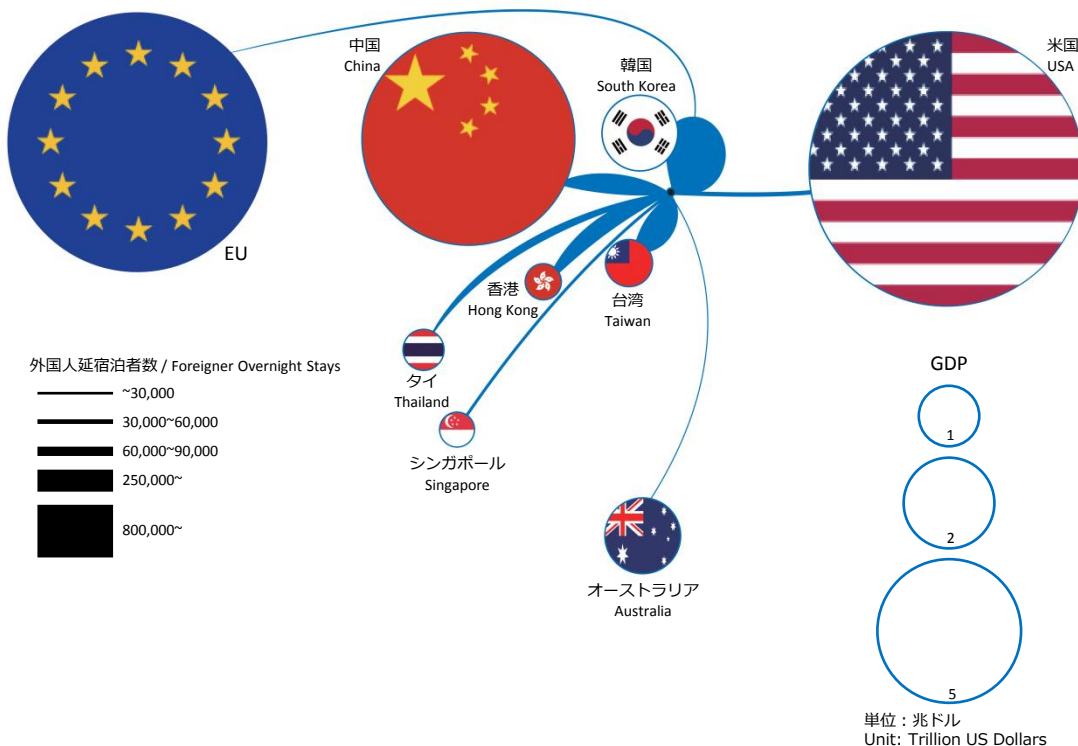 中国
China
韓国
South Korea
米国
USA
EU
香港
Hong Kong
台湾
Taiwan
タイ
Thailand
シンガポール
Singapore
オーストラリア
Australia
外国人延宿泊者数 / Foreigner Overnight Stays
~30,000
30,000~60,000
60,000~90,000
250,000~
800,000~
GDP
1
2
5
単位：兆ドル
Unit: Trillion US Dollars